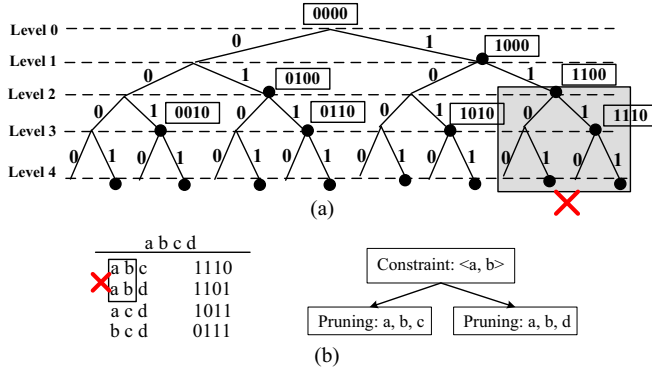 0000
Level 0
0 1
Level 1 1000
0 1 0 1
Level 2 0100 1100
0 1 0 1 0 1 0 1
0010 0110 1010 1110
Level 3
0 1 0 1 0 1 0 1 0 1 0 1 0 1 0 1
Level 4
(a)
a b c d
a b c 1110
a b d 1101
a c d 1011
b c d 0111
Constraint: <a, b>
Pruning: a, b, c Pruning: a, b, d
(b)